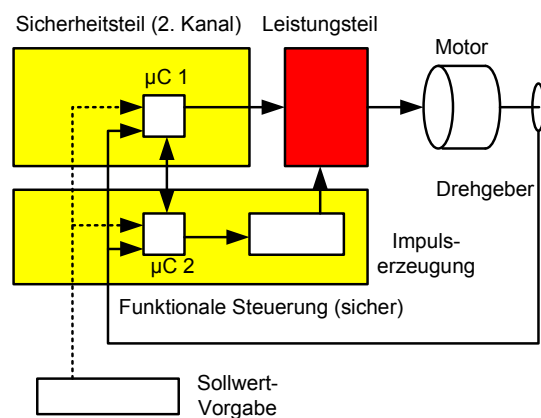 Sicherheitsteil (2. Kanal)
Leistungsteil
Motor
µC 1
Drehgeber
µC 2
Impuls-
erzeugung
Funktionale Steuerung (sicher)
Sollwert-
Vorgabe